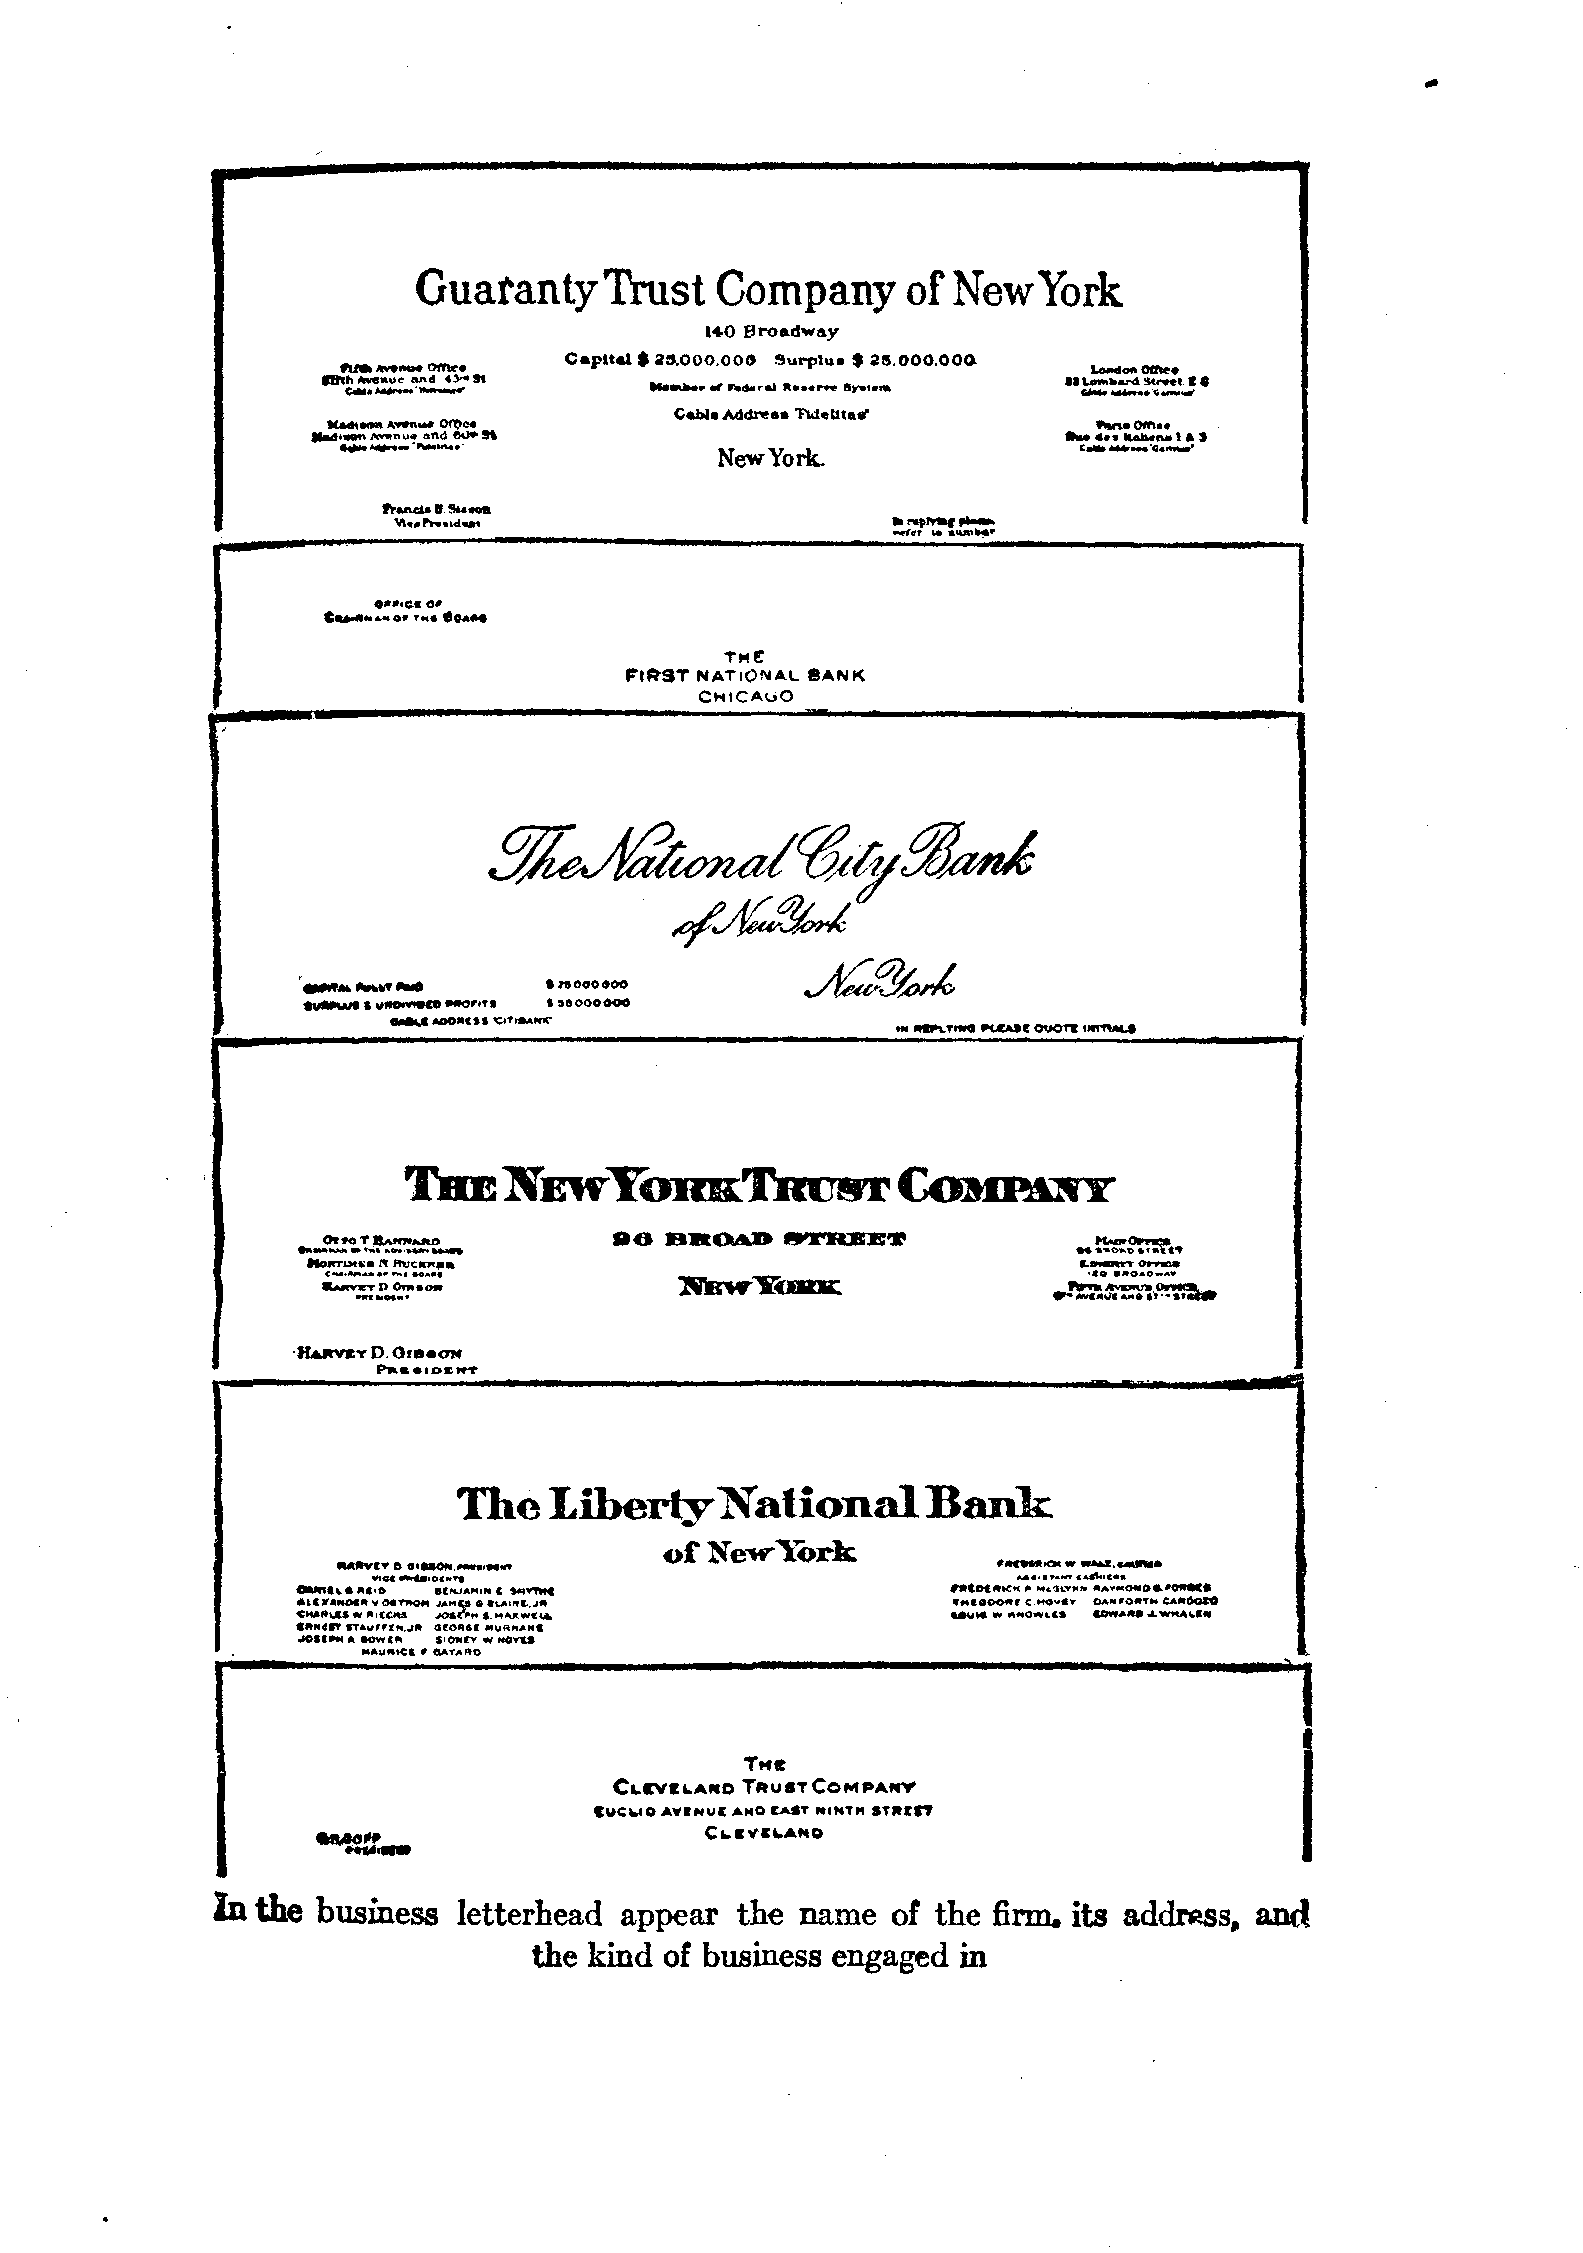 Guaranty Trust Company of New York
140 Broadway
Capital $ 25,000,000 Surplus $ 25,000,000
Member of Federal Reserve System
Cable Address Fidelitas
New York.
Fifth Avenue Office
Fifth Avenue and 43rd St
Cable Address
Madison Avenue Office
Madison Avenue and 60th St
Cable Address
London Office
Lombard Street, E C
Cable Address
Paris Office
Rue des Italiens 1 & 3
Cable Address
Francis H. Sisson
Vice President
In replying please
refer to number
OFFICE OF
CHAIRMAN OF THE BOARD
THE
FIRST NATIONAL BANK
CHICAGO
The National City Bank
of New York
New York
CAPITAL FULLY PAID
SURPLUS & UNDIVIDED PROFITS
CABLE ADDRESS "CITIBANK"
IN REPLYING PLEASE QUOTE INITIALS
THE NEW YORK TRUST COMPANY
96 BROAD STREET
NEW YORK
OTTO T BANNARD
CHAIRMAN OF THE ADVISORY BOARD
MORTIMER N BUCKNER
CHAIRMAN OF THE BOARD
HARVEY D GIBSON
PRESIDENT
MAIN OFFICE
96 BROAD STREET
LIBERTY OFFICE
120 BROADWAY
FIFTH AVENUE OFFICE
AVENUE AND 57TH STREET
HARVEY D. GIBSON
PRESIDENT
The Liberty National Bank
of New York
HARVEY D GIBSON, PRESIDENT
VICE PRESIDENTS
DANIEL G REID BENJAMIN E SMYTHE
ALEXANDER V OSTROM JAMES G BLAINE, JR
CHARLES W RIECKS JOSEPH S. MAXWELL
ERNEST STAUFFEN, JR GEORGE MURNANE
JOSEPH A BOWER SIDNEY W NOYES
MAURICE F BAYARD
FREDERICK W WALZ, CASHIER
ASSISTANT CASHIERS
FREDERICK P McGLYNN RAYMOND G. FORBES
THEODORE C. HOVEY DANFORTH CARDOZO
LOUIS W KNOWLES EDWARD J. WHALEN
THE
CLEVELAND TRUST COMPANY
EUCLID AVENUE AND EAST NINTH STREET
CLEVELAND
PRESIDENT
In the business letterhead appear the name of the firm, its address, and
the kind of business engaged in